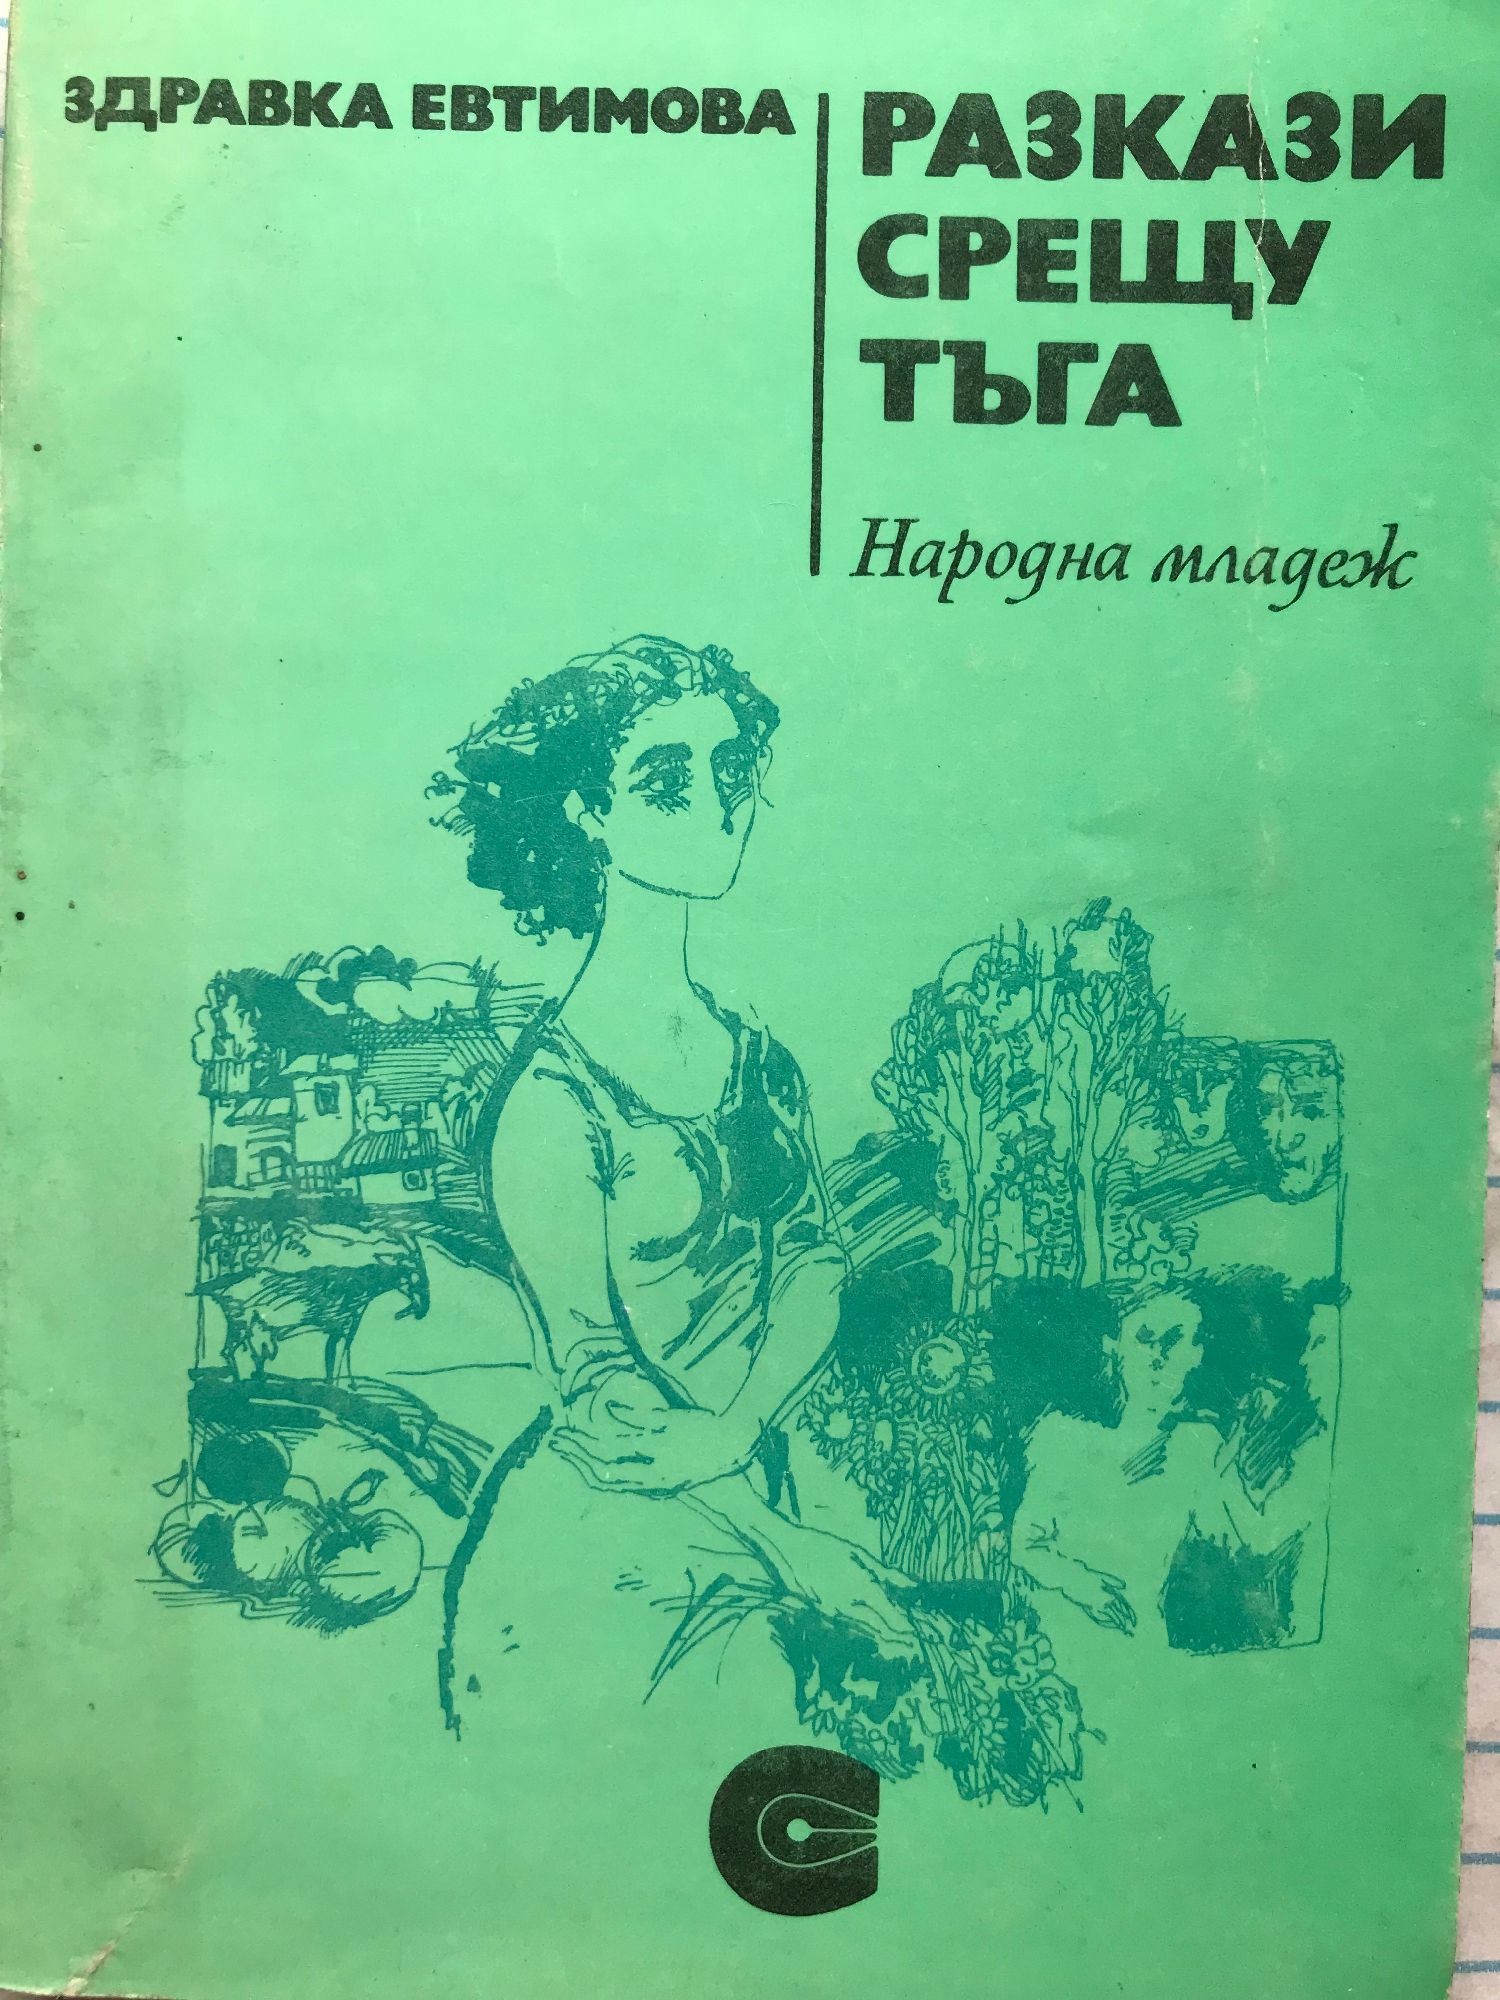 ЗДРАВКА ЕВТИМОВА
РАЗКАЗИ
СРЕЩУ
ТЪГА
Народна младеж